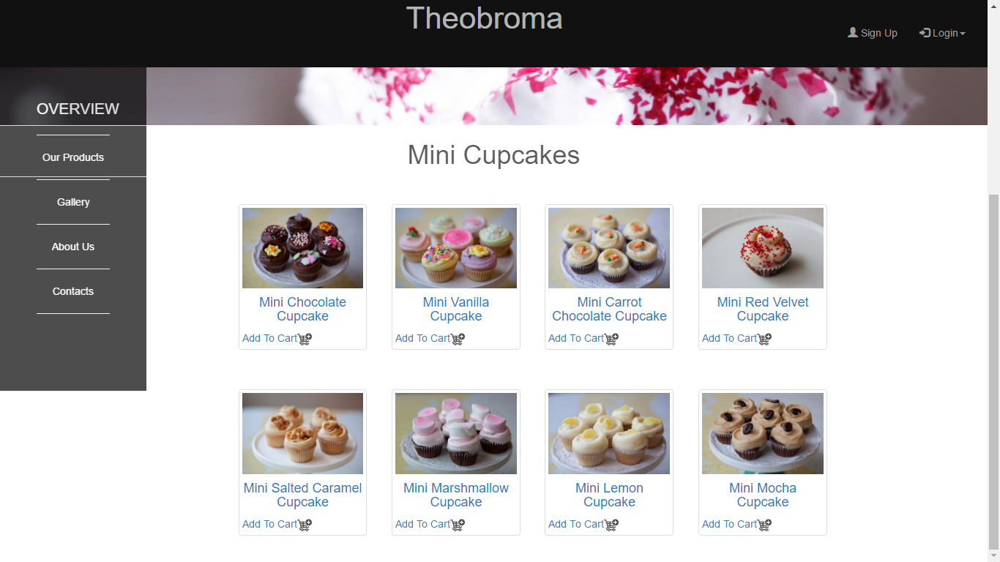 Theobroma
Sign Up
Login
OVERVIEW
Our Products
Gallery
About Us
Contacts
Mini Cupcakes
Mini Chocolate
Cupcake
Add To Cart
Mini Vanilla
Cupcake
Add To Cart
Mini Carrot
Chocolate Cupcake
Add To Cart
Mini Red Velvet
Cupcake
Add To Cart
Mini Salted Caramel
Cupcake
Add To Cart
Mini Marshmallow
Cupcake
Add To Cart
Mini Lemon
Cupcake
Add To Cart
Mini Mocha
Cupcake
Add To Cart